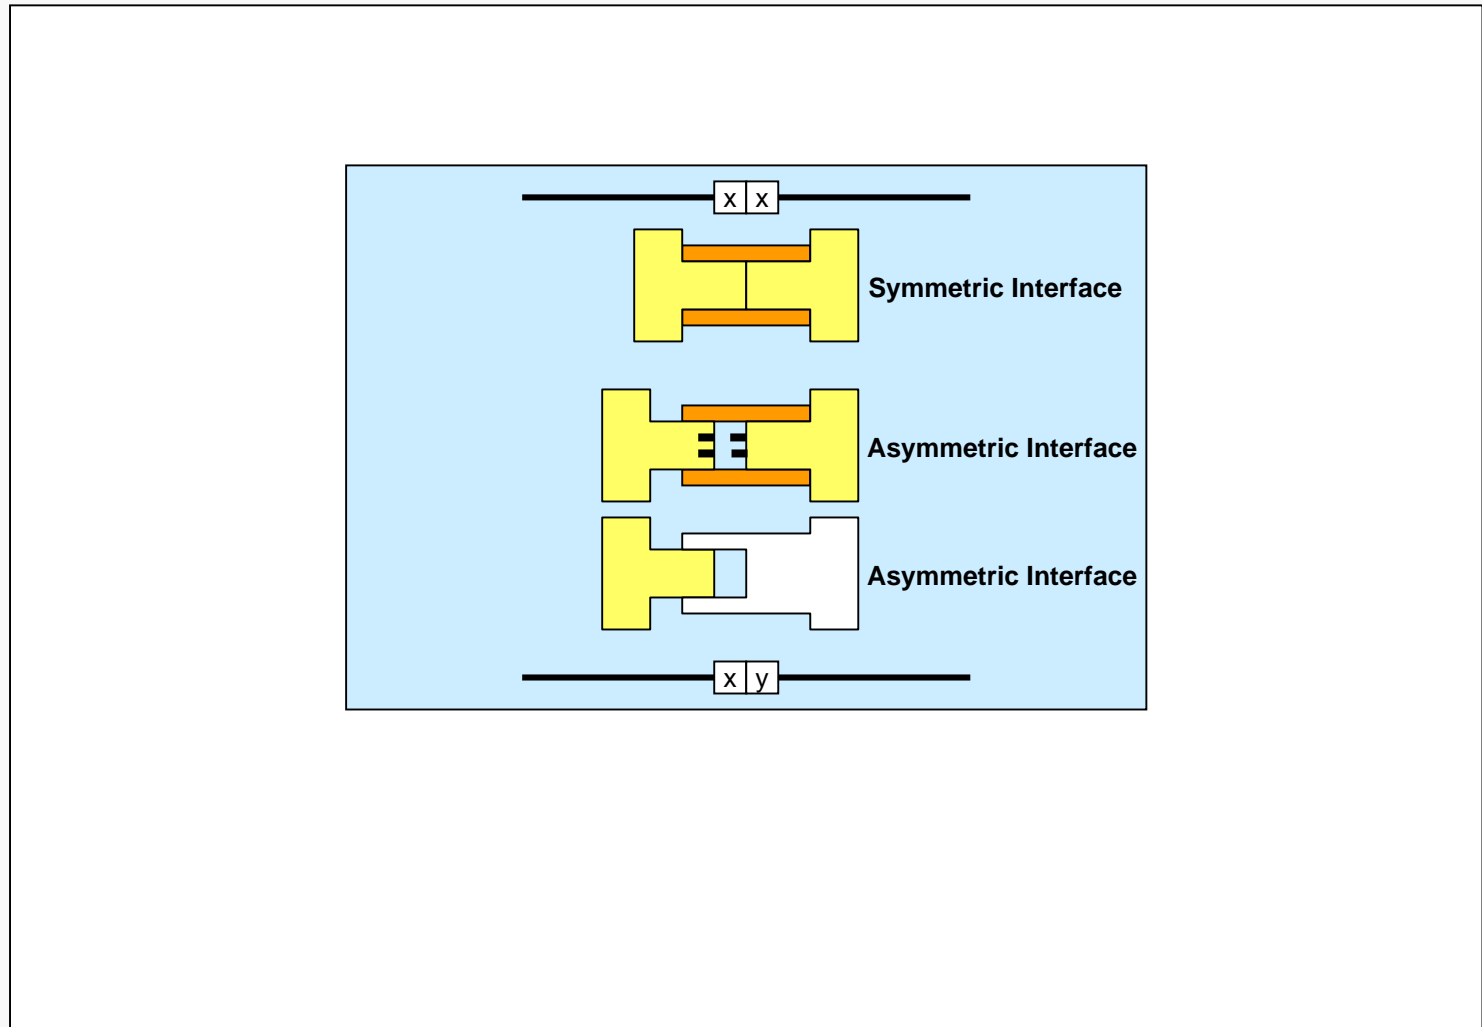 x x
Symmetric Interface
Asymmetric Interface
Asymmetric Interface
x y